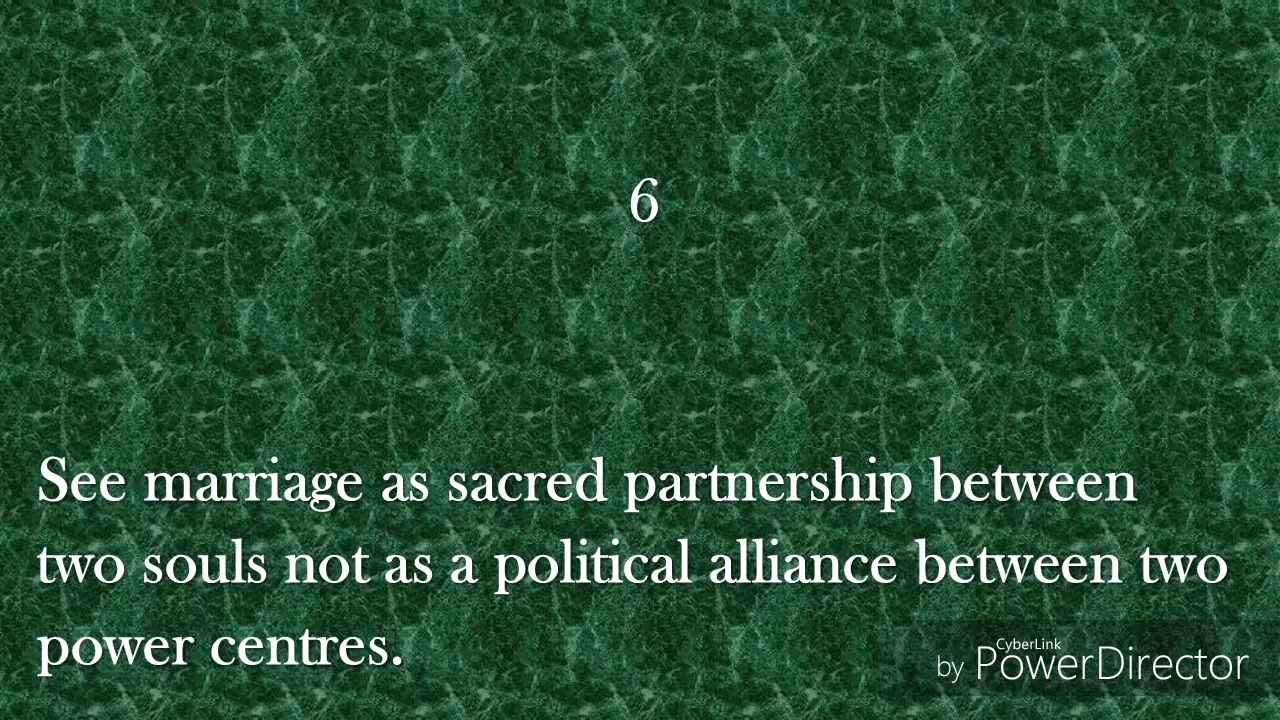 6
See marriage as sacred partnership between
two souls not as a political alliance between two
power centres.
by CyberLink PowerDirector